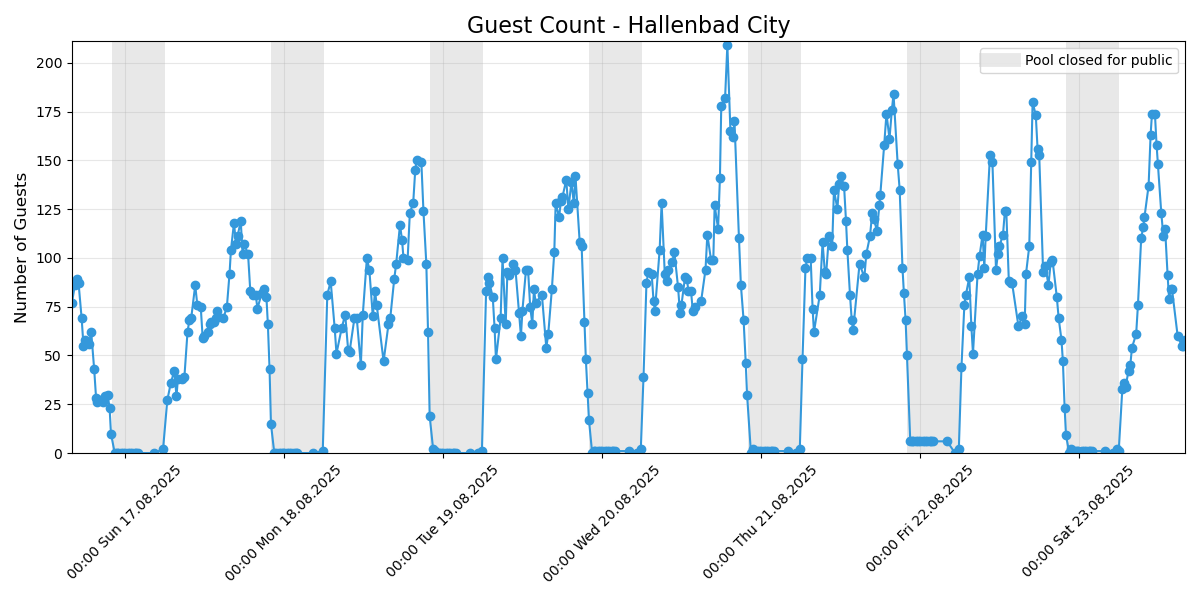 Guest Count - Hallenbad City
Pool closed for public
Number of Guests
200
175
150
125
100
75
50
25
0
00:00 Sun 17.08.2025
00:00 Mon 18.08.2025
00:00 Tue 19.08.2025
00:00 Wed 20.08.2025
00:00 Thu 21.08.2025
00:00 Fri 22.08.2025
00:00 Sat 23.08.2025